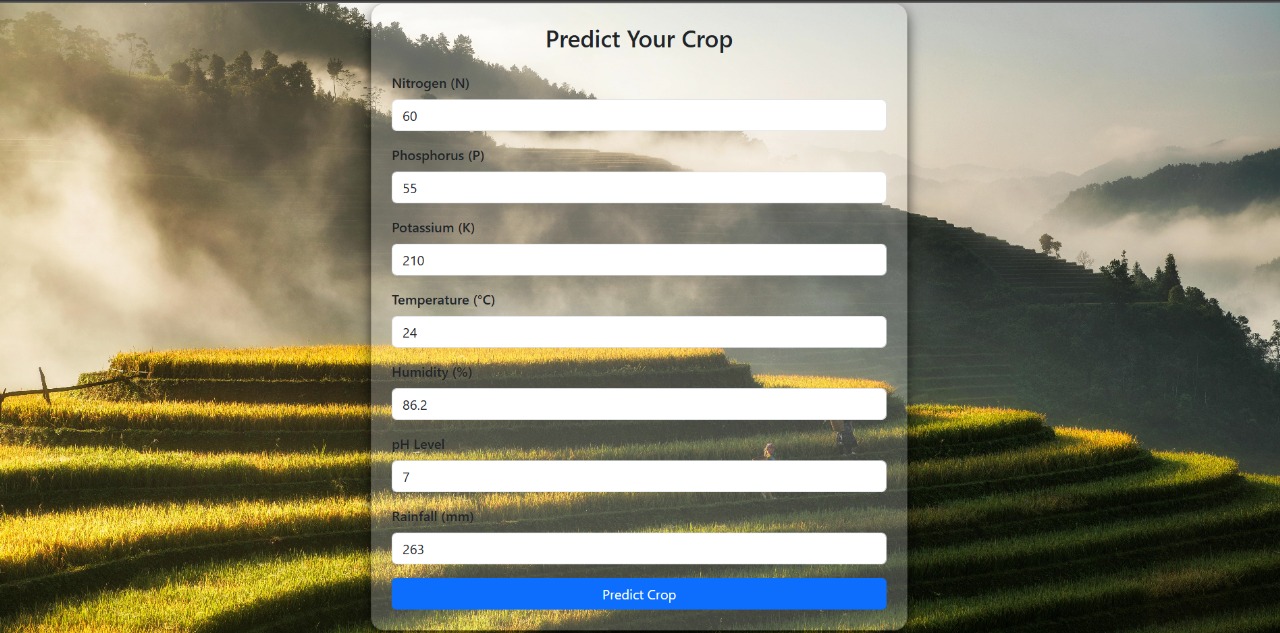 Predict Your Crop
Nitrogen (N)
60
Phosphorus (P)
55
Potassium (K)
210
Temperature (°C)
24
Humidity (%)
86.2
pH Level
7
Rainfall (mm)
263
Predict Crop